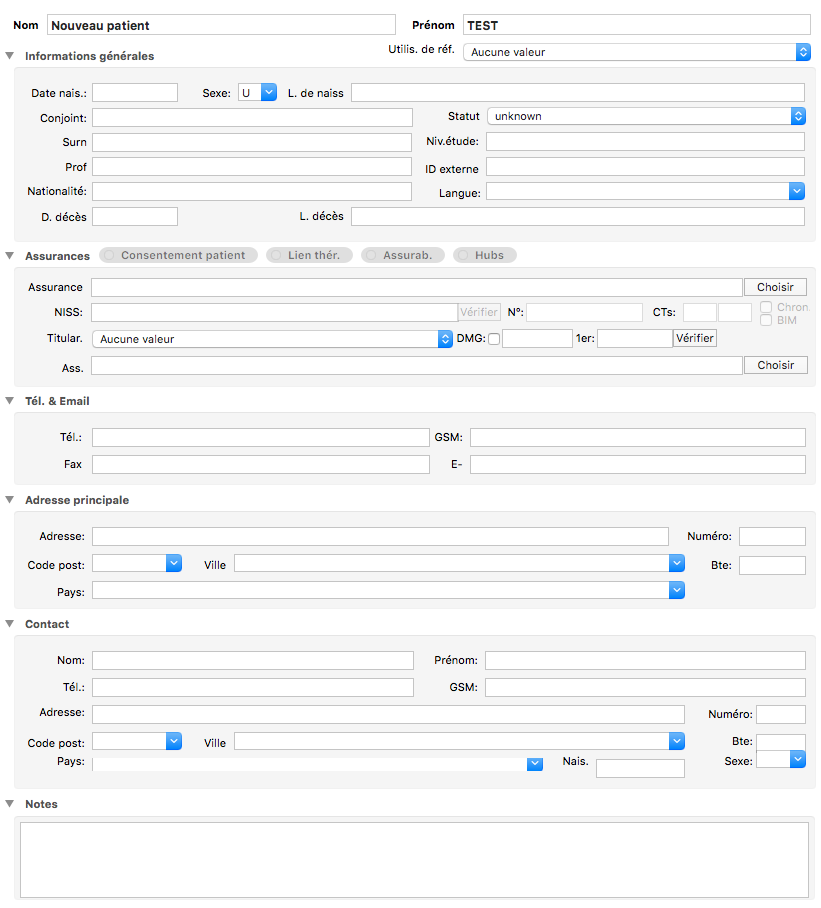 Nom Nouveau patient Prénom TEST
Utilis. de réf. Aucune valeur
Informations générales
Date nais.: Sexe: U L. de naiss
Conjoint: Statut unknown
Surn Niv.étude:
Prof ID externe
Nationalité: Langue:
D. décès L. décès
Assurances Consentement patient Lien thér. Assurab. Hubs
Assurance Choisir
NISS: Vérifier N°: CTs: Chron
BIM
Titular. Aucune valeur DMG: 1er: Vérifier
Ass. Choisir
Tél. & Email
Tél.: GSM:
Fax E-
Adresse principale
Adresse: Numéro:
Code post: Ville Bte:
Pays:
Contact
Nom: Prénom:
Tél.: GSM:
Adresse: Numéro:
Code post: Ville Bte:
Pays: Nais. Sexe:
Notes